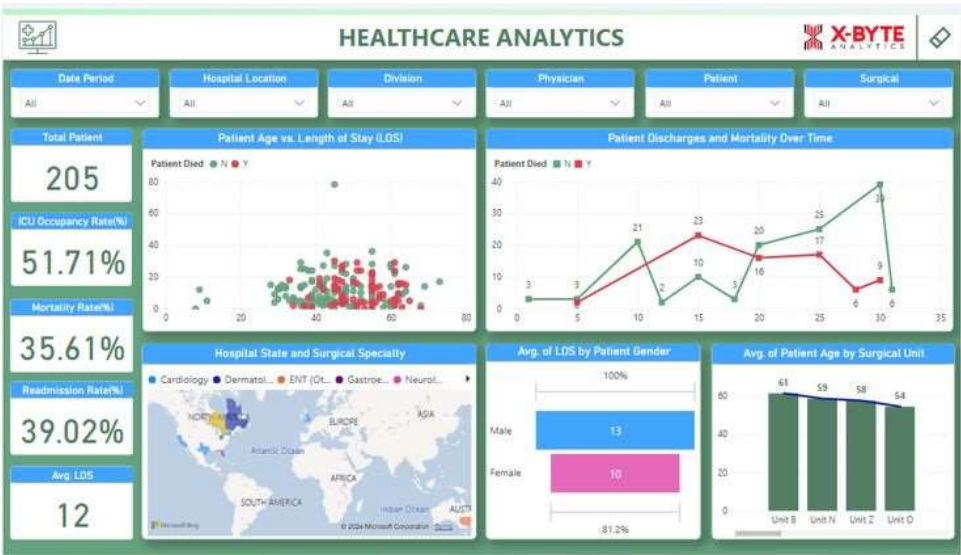 HEALTHCARE ANALYTICS
X-BYTE
ANALYTICS
Date Period
All
Hospital Location
All
Division
All
Physician
All
Patient
All
Surgical
All
Total Patient
205
ICU Occupancy Rate(%)
51.71%
Mortality Rate(%)
35.61%
Readmission Rate(%)
39.02%
Avg. LOS
12
Patient Age vs. Length of Stay (LOS)
Patient Died N Y
80
60
40
20
0
0 20 40 60 80
Patient Discharges and Mortality Over Time
Patient Died N Y
40
30
20
10
0
3 3 21 2 10 23 3 20 16 25 17 6 9 6
0 5 10 15 20 25 30 35
Hospital State and Surgical Specialty
Cardiology Dermatol... ENT (Ot... Gastroe... Neurol...
EUROPE
ASIA
Atlantic Ocean
AFRICA
SOUTH AMERICA
Indian Ocean
AUST
Microsoft Bing
© 2024 Microsoft Corporation
Avg. of LOS by Patient Gender
100%
Male
13
Female
10
81.2%
Avg. of Patient Age by Surgical Unit
60
40
20
0
61 59 58 54
Unit B Unit N Unit Z Unit O